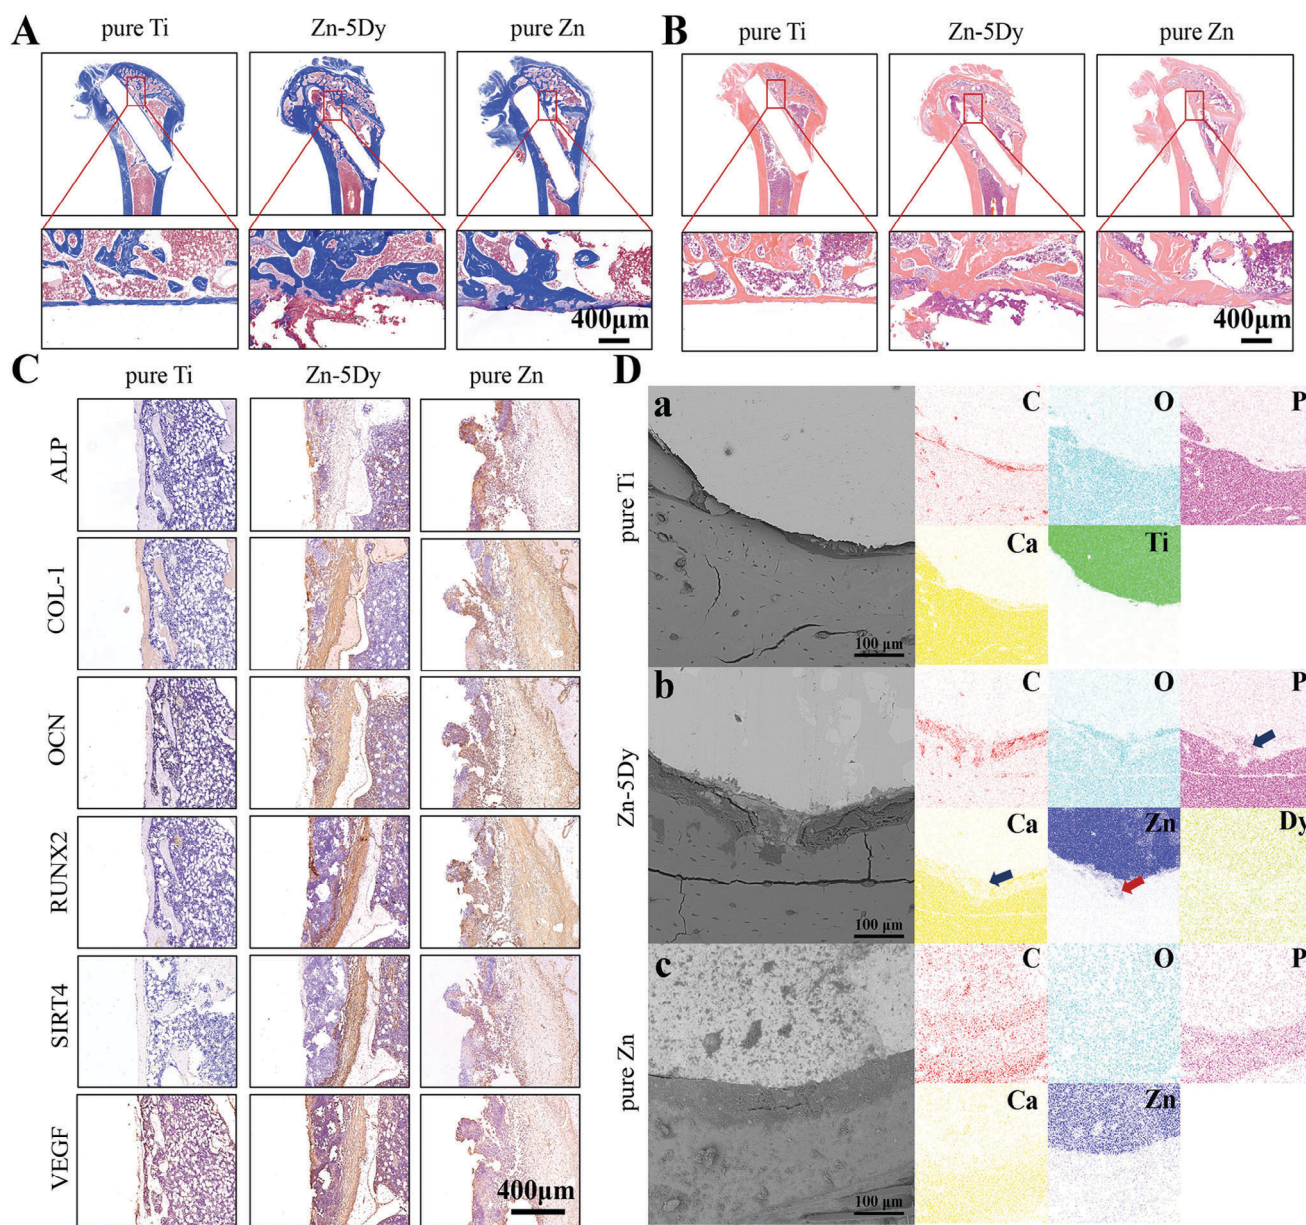 A
pure Ti
Zn-5Dy
pure Zn
400μm
B
pure Ti
Zn-5Dy
pure Zn
400μm
C
pure Ti
Zn-5Dy
pure Zn
ALP
COL-1
OCN
RUNX2
SIRT4
VEGF
400μm
D
pure Ti
a
100 μm
C
O
P
Ca
Ti
Zn-5Dy
b
100 μm
C
O
P
Ca
Zn
Dy
pure Zn
c
100 μm
C
O
P
Ca
Zn